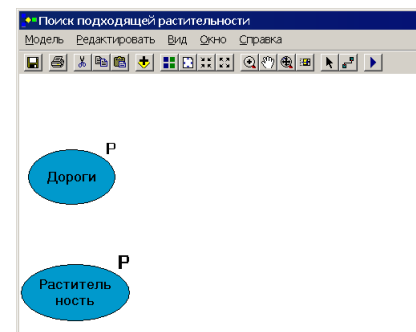 Поиск подходящей растительности
Модель Редактировать Вид Окно Справка
P
Дороги
P
Раститель
ность